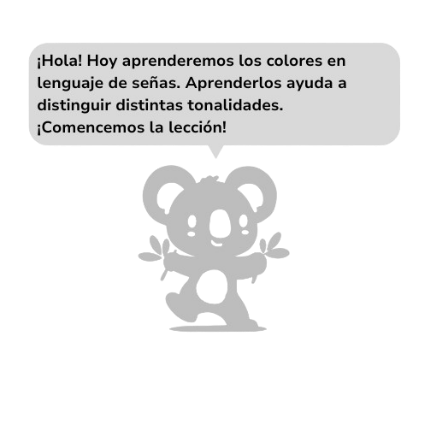 ¡Hola! Hoy aprenderemos los colores en
lenguaje de señas. Aprenderlos ayuda a
distinguir distintas tonalidades.
¡Comencemos la lección!